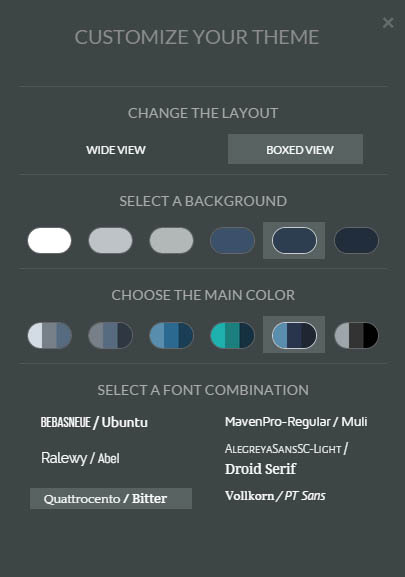 CUSTOMIZE YOUR THEME
CHANGE THE LAYOUT
WIDE VIEW
BOXED VIEW
SELECT A BACKGROUND
CHOOSE THE MAIN COLOR
SELECT A FONT COMBINATION
BEBASNEUE / Ubuntu
MavenPro-Regular / Muli
Ralewy / Abel
AlegreyaSansSC-Light /
Droid Serif
Quattrocento / Bitter
Vollkorn / PT Sans